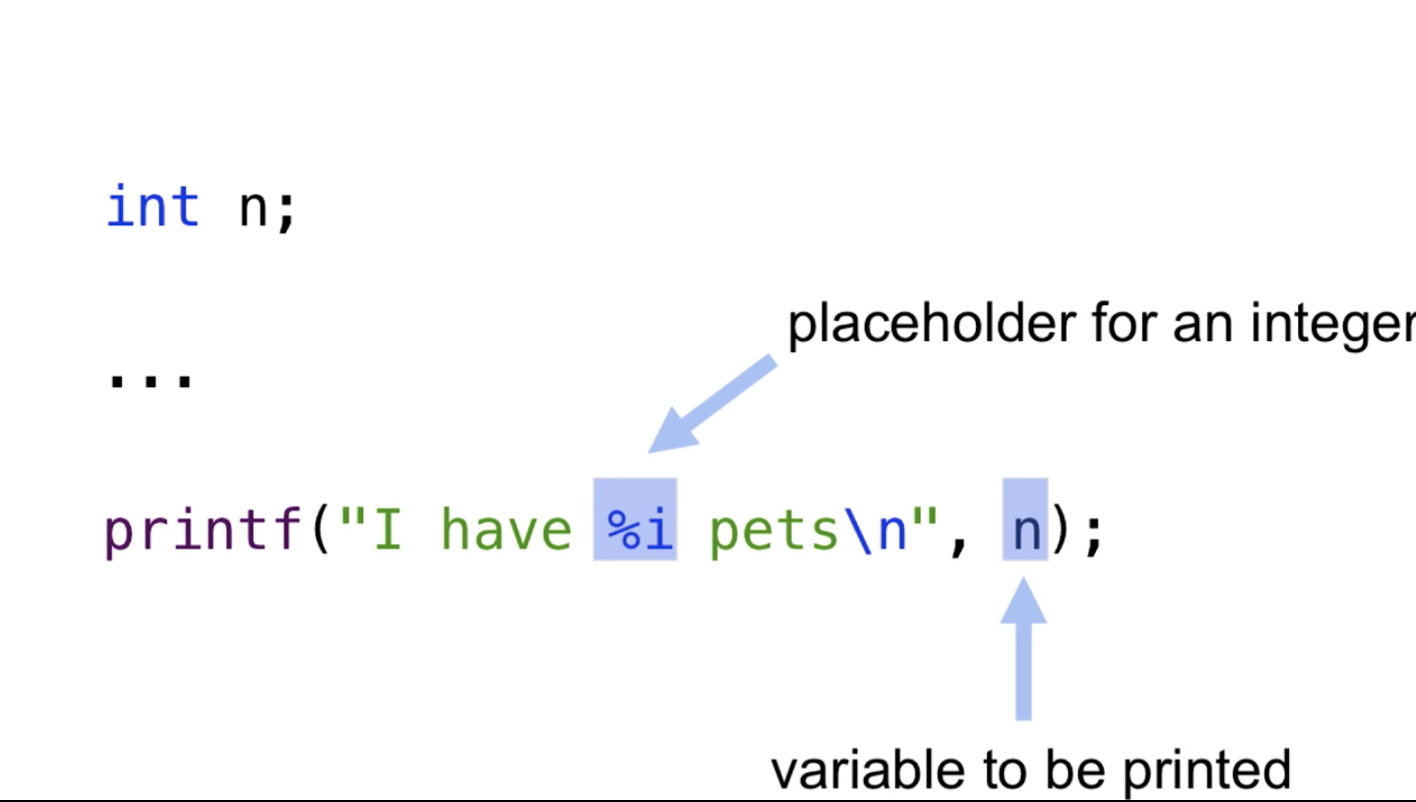 int n;
placeholder for an integer
...
printf("I have %i pets\n", n);
variable to be printed